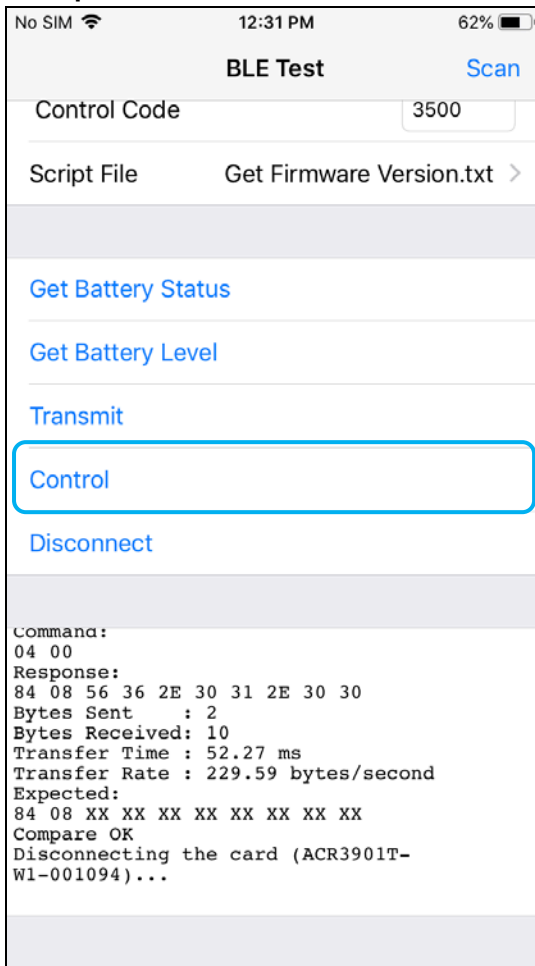 No SIM 12:31 PM 62%
BLE Test Scan
Control Code 3500
Script File Get Firmware Version.txt >
Get Battery Status
Get Battery Level
Transmit
Control
Disconnect
Command:
04 00
Response:
84 08 56 36 2E 30 31 2E 30 30
Bytes Sent    : 2
Bytes Received: 10
Transfer Time : 52.27 ms
Transfer Rate : 229.59 bytes/second
Expected:
84 08 XX XX XX XX XX XX XX XX
Compare OK
Disconnecting the card (ACR3901T-
W1-001094)...